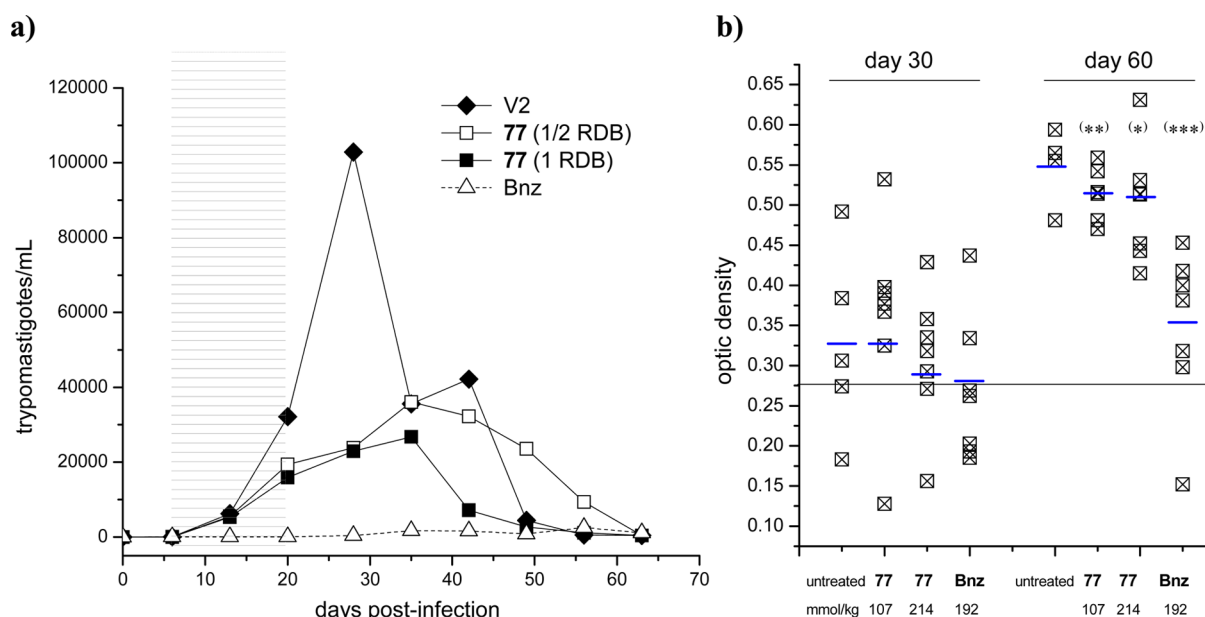 a)
120000
100000
80000
60000
40000
20000
0
trypomastigotes/mL
V2
77 (1/2 RDB)
77 (1 RDB)
Bnz
0 10 20 30 40 50 60 70
days post-infection
b)
day 30 day 60
0.65
0.60
0.55
0.50
0.45
0.40
0.35
0.30
0.25
0.20
0.15
0.10
optic density
(**) (*) (***)
untreated 77 77 Bnz untreated 77 77 Bnz
mmol/kg 107 214 192 107 214 192